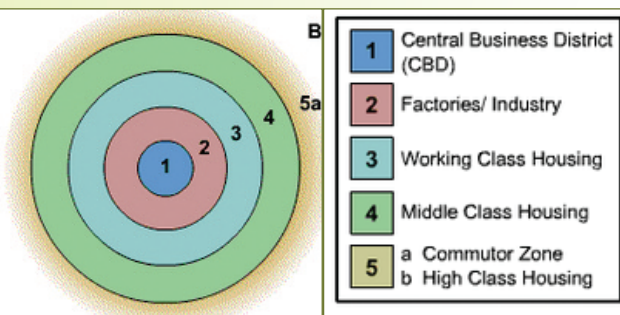 B
5a
4
3
2
1
1 Central Business District
(CBD)
2 Factories/ Industry
3 Working Class Housing
4 Middle Class Housing
5 a Commutor Zone
b High Class Housing